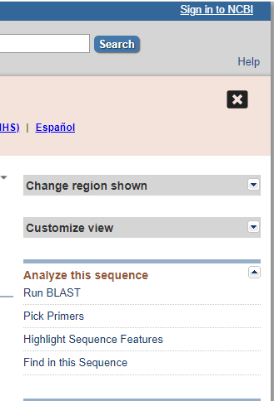 Sign in to NCBI
Search
Help
IHS) | Español
Change region shown
Customize view
Analyze this sequence
Run BLAST
Pick Primers
Highlight Sequence Features
Find in this Sequence